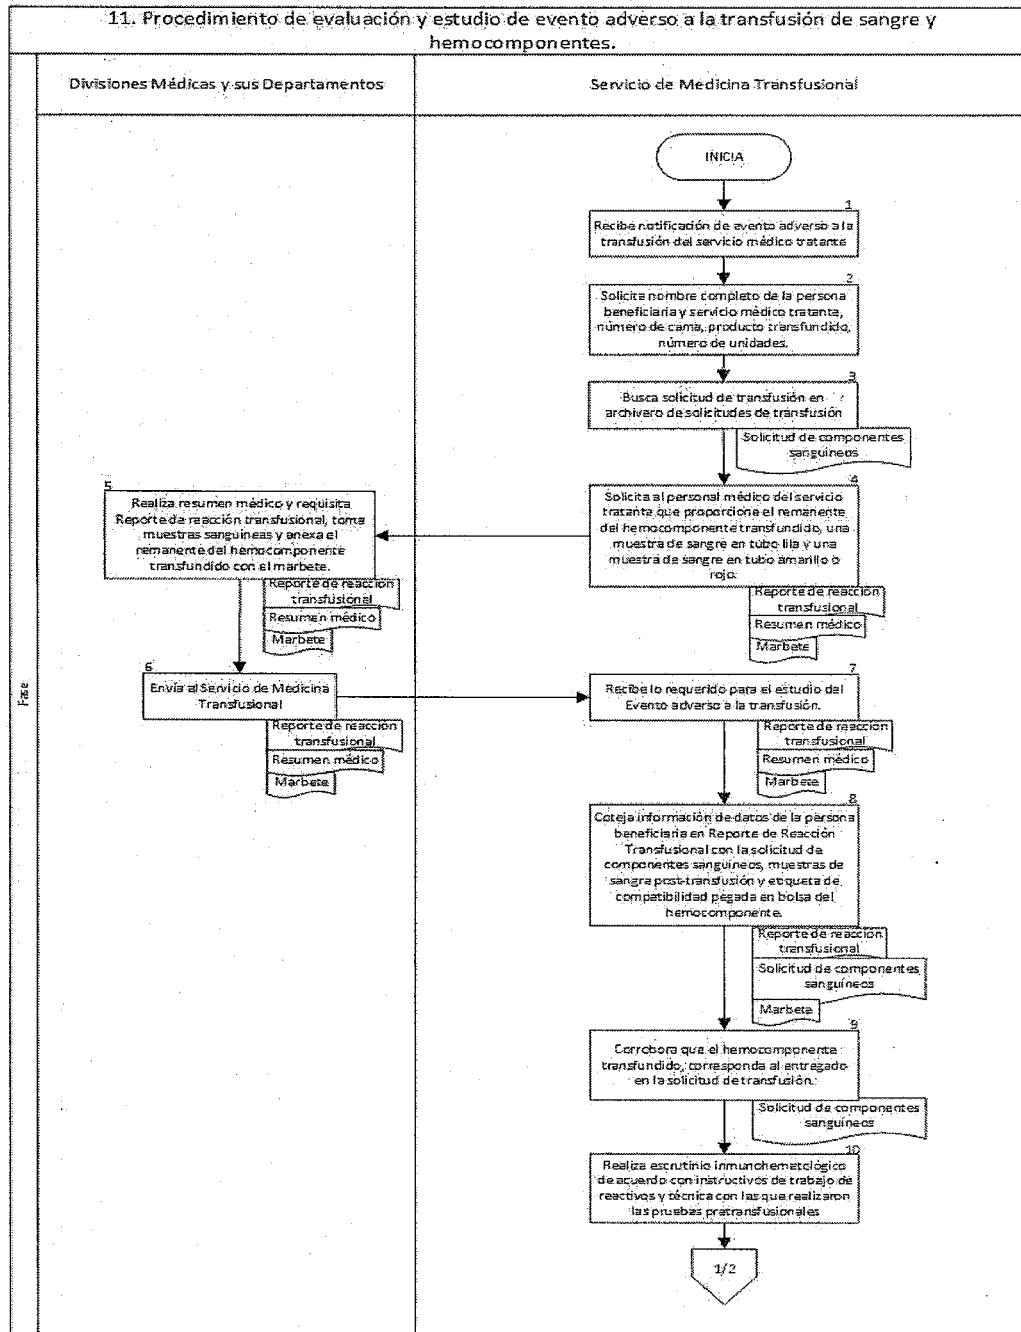 11. Procedimiento de evaluación y estudio de evento adverso a la transfusión de sangre y
hemocomponentes.
Divisiones Médicas y sus Departamentos
Servicio de Medicina Transfusional
Fase
INICIA
1
Recibe notificación de evento adverso a la
transfusión del servicio médico tratante
2
Solicita nombre completo de la persona
beneficiaria y servicio médico tratante,
número de cama, producto transfundido,
número de unidades.
3
Busca solicitud de transfusión en
archivero de solicitudes de transfusión
Solicitud de componentes
sanguíneos
4
Solicita al personal médico del servicio
tratante que proporcione el remanente
del hemocomponente transfundido, una
muestra de sangre en tubo lila y una
muestra de sangre en tubo amarillo o
rojo.
Reporte de reacción
transfusional
Resumen médico
Marbete
5
Realiza resumen médico y requisita
Reporte de reacción transfusional, toma
muestras sanguíneas y anexa el
remanente del hemocomponente
transfundido con el marbete.
Reporte de reacción
transfusional
Resumen médico
Marbete
6
Envía al Servicio de Medicina
Transfusional
Reporte de reacción
transfusional
Resumen médico
Marbete
7
Recibe lo requerido para el estudio del
Evento adverso a la transfusión.
Reporte de reacción
transfusional
Resumen médico
Marbete
8
Coteja información de datos de la persona
beneficiaria en Reporte de Reacción
Transfusional con la solicitud de
componentes sanguíneos, muestras de
sangre post-transfusión y etiqueta de
compatibilidad pegada en bolsa del
hemocomponente.
Reporte de reacción
transfusional
Solicitud de componentes
sanguíneos
Marbete
9
Corrobora que el hemocomponente
transfundido, corresponda al entregado
en la solicitud de transfusión.
Solicitud de componentes
sanguíneos
10
Realiza escrutinio inmunohematológico
de acuerdo con instructivos de trabajo de
reactivos y técnica con las que realizaron
las pruebas pretransfusionales
1/2